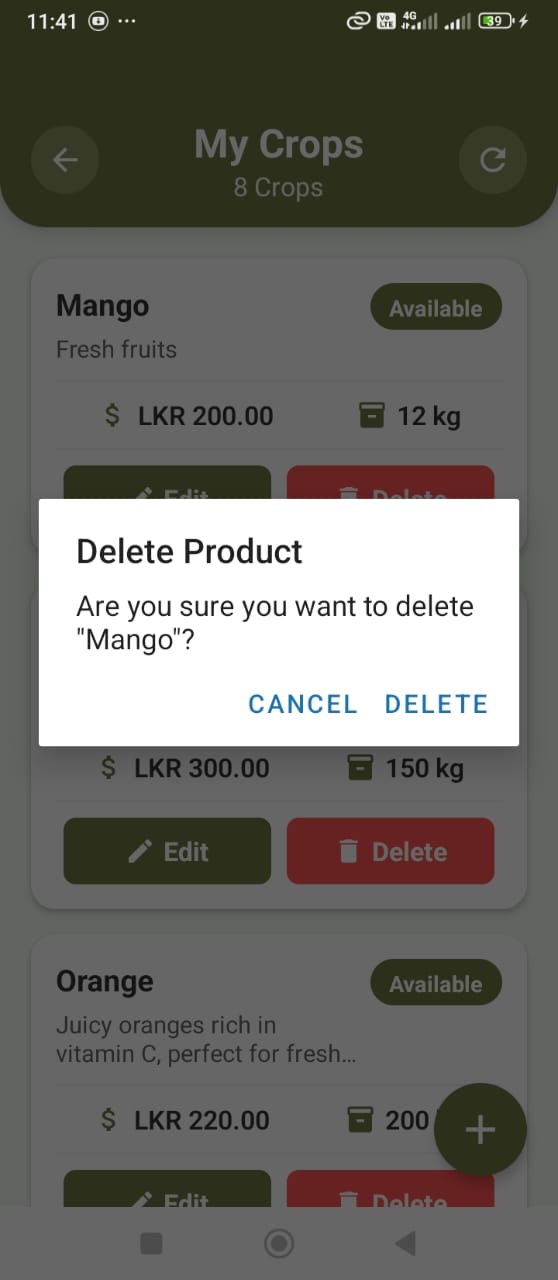 11:41
Vo LTE 4G 39
My Crops
8 Crops
Mango Available
Fresh fruits
$ LKR 200.00 12 kg
Edit Delete
Delete Product
Are you sure you want to delete
"Mango"?
CANCEL DELETE
$ LKR 300.00 150 kg
Edit Delete
Orange Available
Juicy oranges rich in
vitamin C, perfect for fresh...
$ LKR 220.00 200
+
Edit Delete